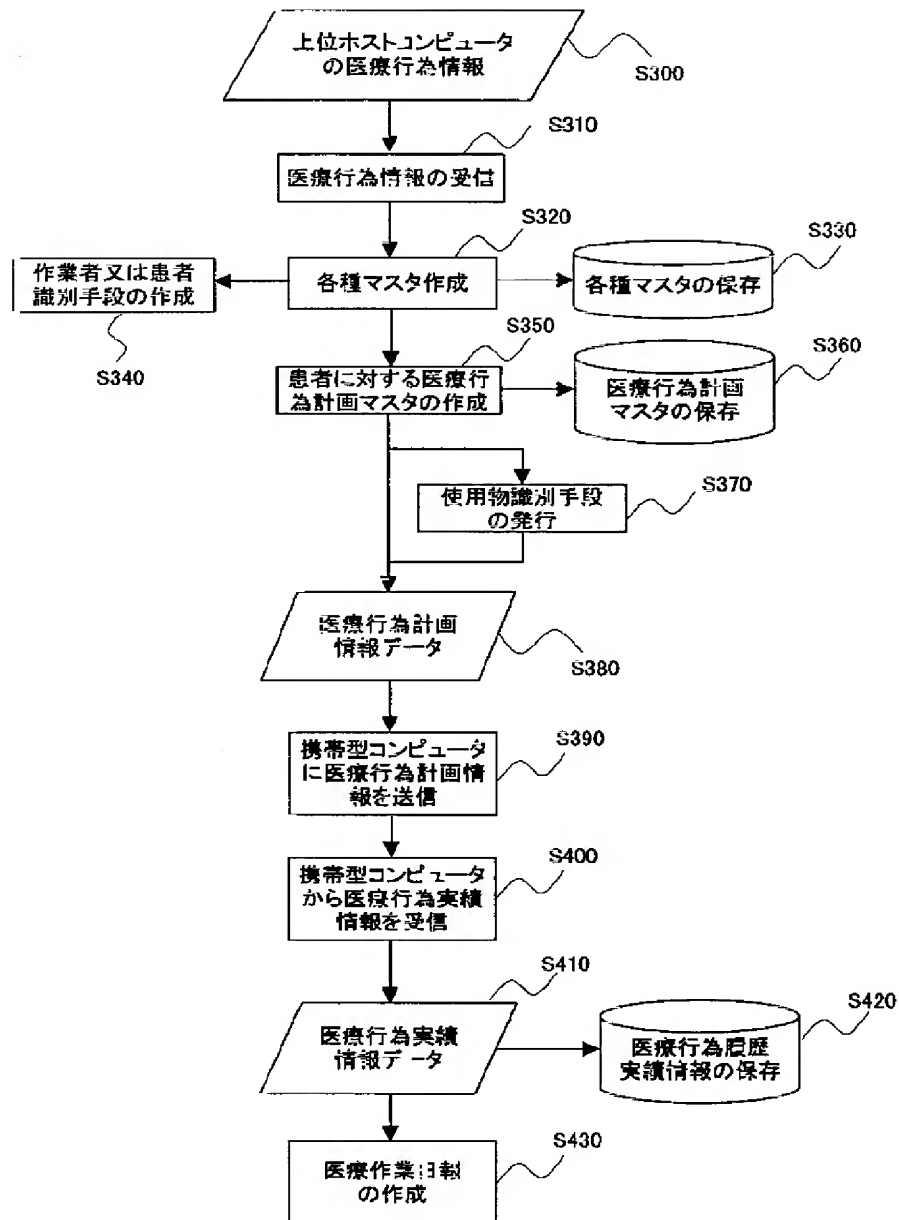 上位ホストコンピュータ
の医療行為情報
S300
S310
医療行為情報の受信
S320
各種マスタ作成
S330
各種マスタの保存
作業者又は患者
識別手段の作成
S340
S350
患者に対する医療行
為計画マスタの作成
S360
医療行為計画
マスタの保存
S370
使用物識別手段
の発行
医療行為計画
情報データ
S380
S390
携帯型コンピュータ
に医療行為計画情
報を送信
S400
携帯型コンピュータ
から医療行為実績
情報を受信
S410
医療行為実績
情報データ
S420
医療行為履歴
実績情報の保存
S430
医療作業日報
の作成